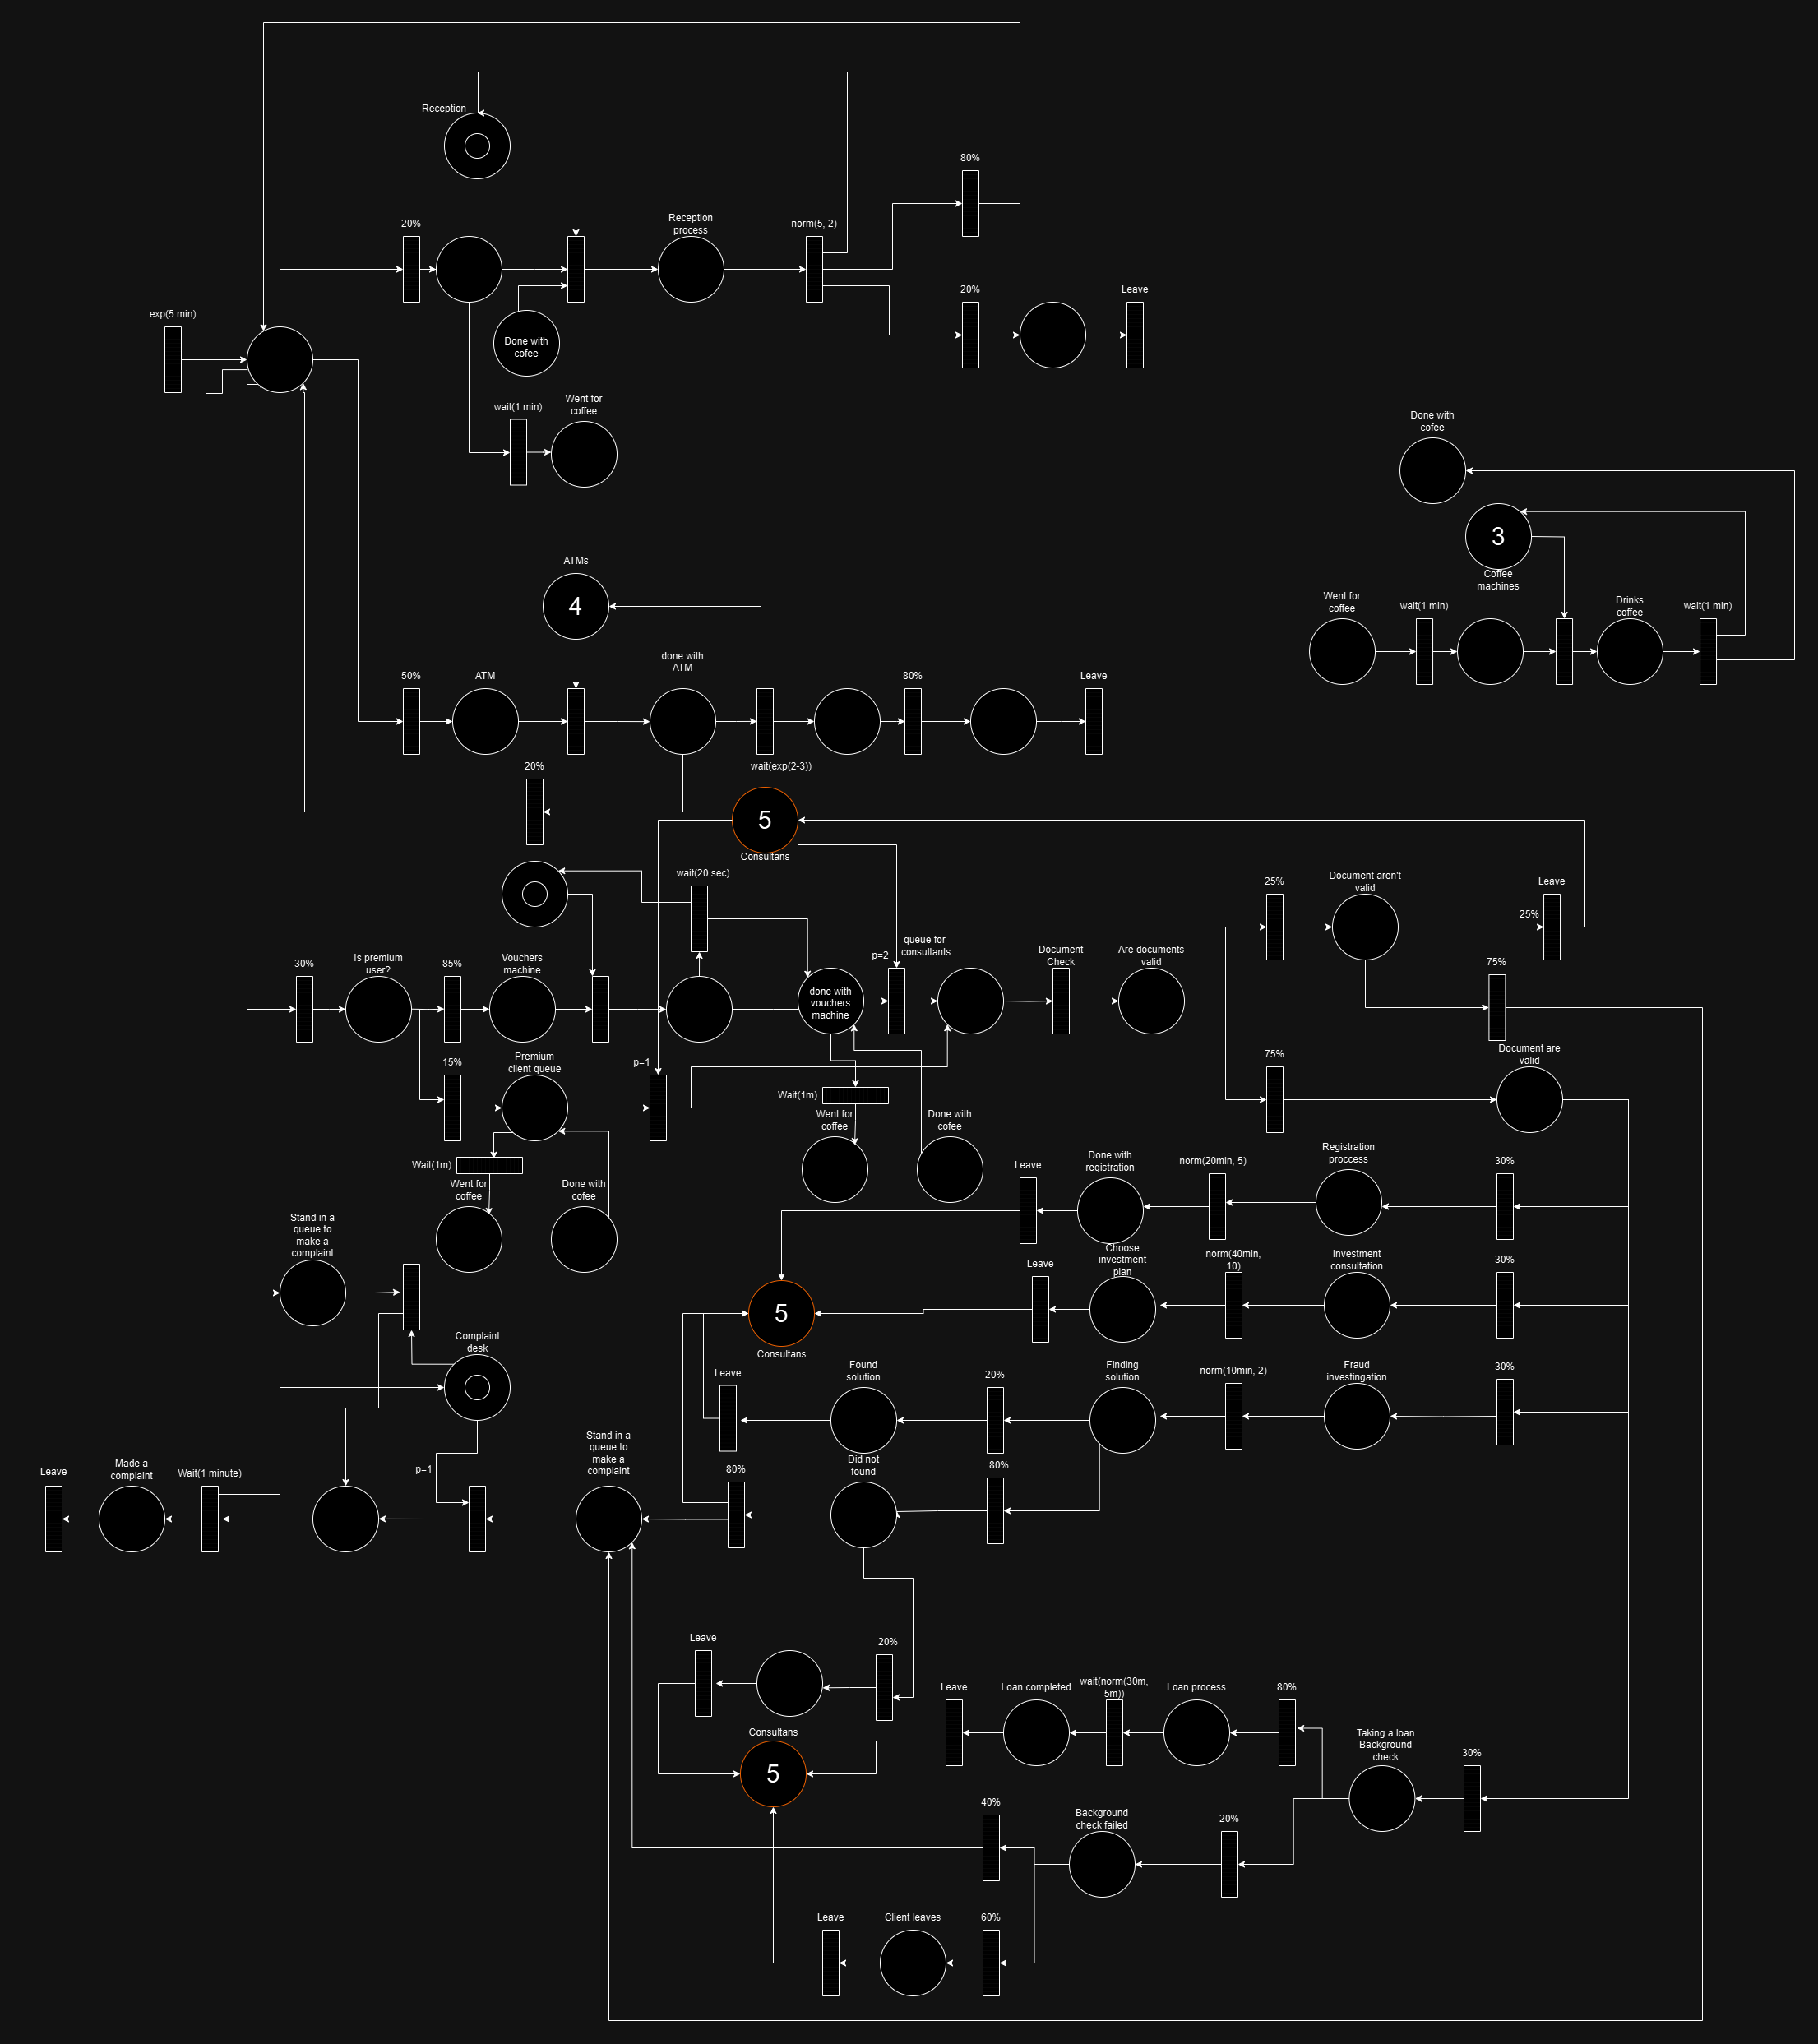 Reception
80%
20%
Reception
process
norm(5, 2)
20%
Leave
exp(5 min)
Done with
cofee
wait(1 min)
Went for
coffee
Done with
cofee
3
Coffee
machines
Went for
coffee
wait(1 min)
Drinks
coffee
wait(1 min)
ATMs
4
50%
ATM
done with
ATM
80%
Leave
wait(exp(2-3))
20%
5
Consultans
wait(20 sec)
25%
Document aren't
valid
Leave
25%
30%
Is premium
user?
85%
Vouchers
machine
done with
vouchers
machine
p=2
queue for
consultants
Document
Check
Are documents
valid
75%
15%
Premium
client queue
p=1
75%
Document are
valid
Wait(1m)
Went for
coffee
Done with
cofee
Wait(1m)
Went for
coffee
Done with
cofee
Leave
Done with
registration
norm(20min, 5)
Registration
proccess
30%
Stand in a
queue to
make a
complaint
Leave
Choose
investment
plan
norm(40min,
10)
Investment
consultation
30%
5
Consultans
Complaint
desk
Leave
Found
solution
20%
Finding
solution
norm(10min, 2)
Fraud
investingation
30%
Leave
Made a
complaint
Wait(1 minute)
p=1
Stand in a
queue to
make a
complaint
80%
Did not
found
80%
Leave
20%
Consultans
5
Leave
Loan completed
wait(norm(30m,
5m))
Loan process
80%
Taking a loan
Background
check
30%
40%
Background
check failed
20%
Leave
Client leaves
60%